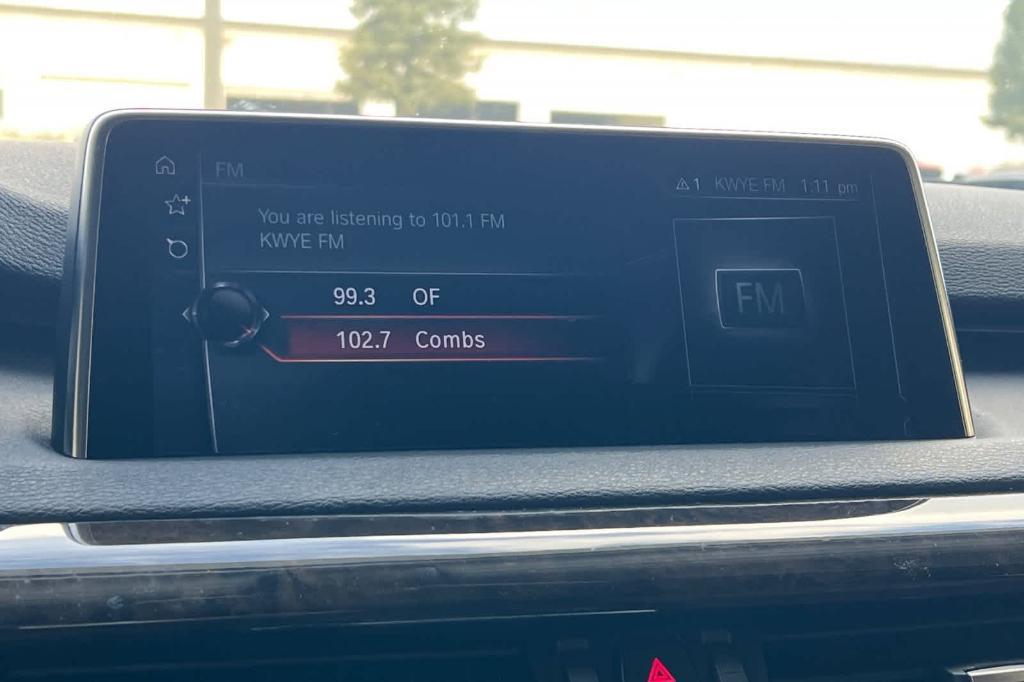 FM
1 KWYE FM 1:11 pm
You are listening to 101.1 FM
KWYE FM
99.3 OF
102.7 Combs
FM